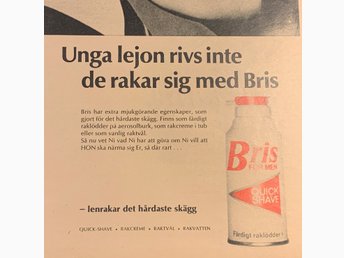 Unga lejon rivs inte
de rakar sig med Bris
Bris har extra mjukgörande egenskaper, som
gjort för det hårdaste skägg. Finns som färdigt
raklödder på aerosolburk, som rakcreme i tub
eller som vanlig raktvål.
Så nu vet Ni vad Ni har att göra om Ni vill att
HON ska närma sig Er, så där rart . . .
– lenrakar det hårdaste skägg
QUICK-SHAVE • RAKCREME • RAKTVÅL • RAKVATTEN
Bris
FOR MEN
QUICK
SHAVE
Färdigt raklödder